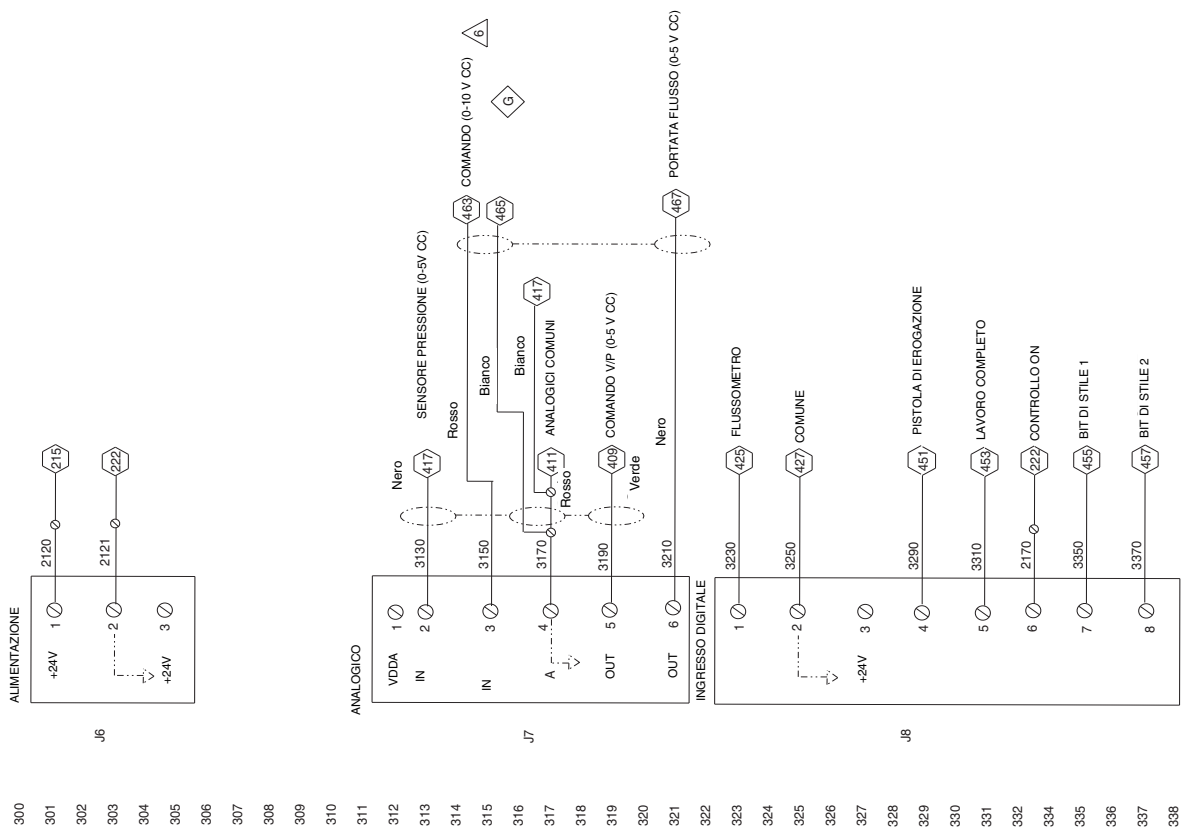 300
301
302
303
304
305
306
307
308
309
310
311
312
313
314
315
316
317
318
319
320
321
322
323
324
325
326
327
328
329
330
331
332
334
335
336
337
338
J6
ALIMENTAZIONE
+24V 1 2120 215
2 2121 222
+24V 3
J7
ANALOGICO
VDDA 1
IN 2 3130 Nero 417 SENSORE PRESSIONE (0-5V CC)
IN 3 3150 Rosso 463 COMANDO (0-10 V CC) 6
Bianco 465 G
Bianco 417
A 4 3170 411 ANALOGICI COMUNI
Rosso
OUT 5 3190 409 COMANDO V/P (0-5 V CC)
Verde
OUT 6 3210 Nero 467 PORTATA FLUSSO (0-5 V CC)
J8
INGRESSO DIGITALE
1 3230 425 FLUSSOMETRO
2 3250 427 COMUNE
+24V 3
4 3290 451 PISTOLA DI EROGAZIONE
5 3310 453 LAVORO COMPLETO
6 2170 222 CONTROLLO ON
7 3350 455 BIT DI STILE 1
8 3370 457 BIT DI STILE 2